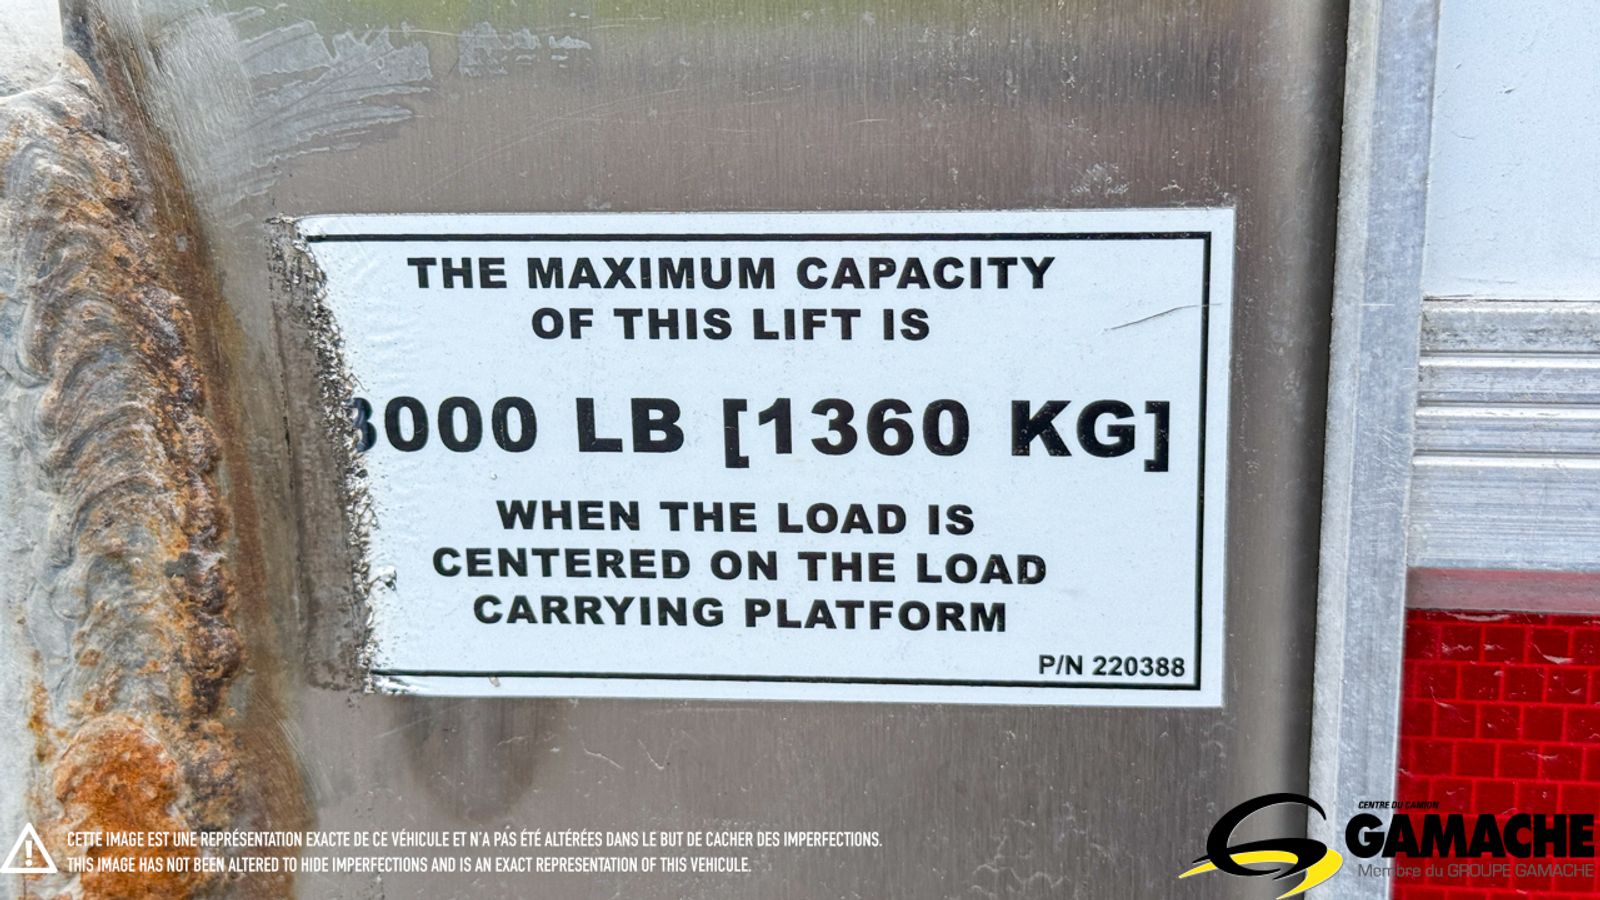 THE MAXIMUM CAPACITY
OF THIS LIFT IS
3000 LB [1360 KG]
WHEN THE LOAD IS
CENTERED ON THE LOAD
CARRYING PLATFORM
P/N 220388
CETTE IMAGE EST UNE REPRÉSENTATION EXACTE DE CE VÉHICULE ET N'A PAS ÉTÉ ALTÉRÉES DANS LE BUT DE CACHER DES IMPERFECTIONS.
THIS IMAGE HAS NOT BEEN ALTERED TO HIDE IMPERFECTIONS AND IS AN EXACT REPRESENTATION OF THIS VEHICULE.
CENTRE DU CAMION
GAMACHE
Membre du GROUPE GAMACHE